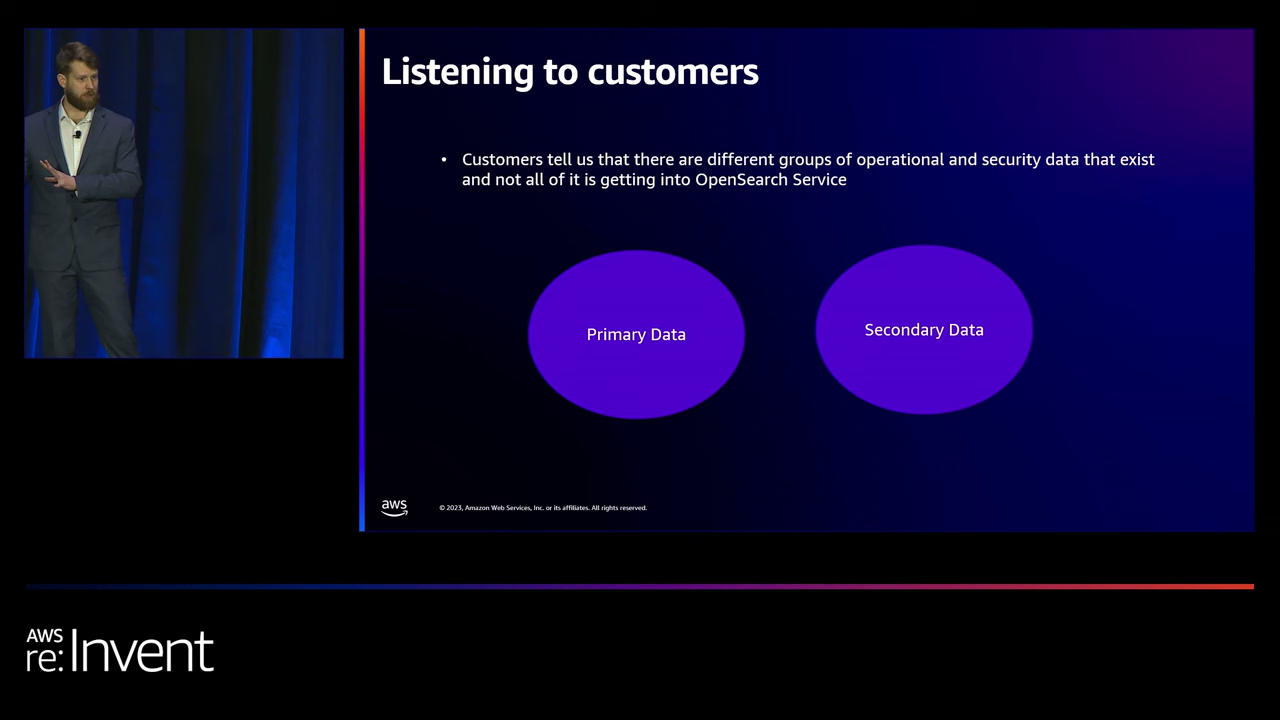 Listening to customers
• Customers tell us that there are different groups of operational and security data that exist
and not all of it is getting into OpenSearch Service
Primary Data
Secondary Data
aws
© 2023, Amazon Web Services, Inc. or its affiliates. All rights reserved.
AWS
re:Invent